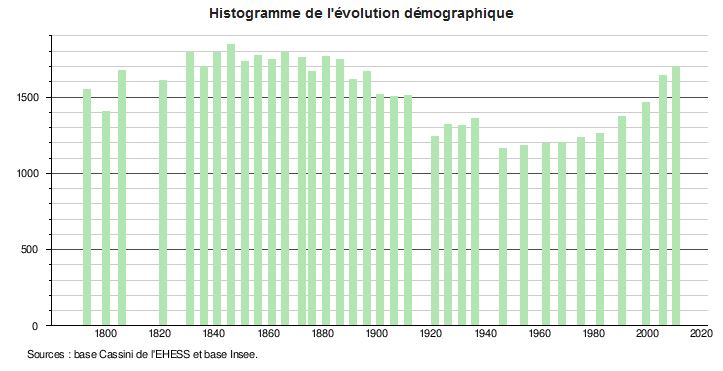 Histogramme de l'évolution démographique
1500
1000
500
0
1800 1820 1840 1860 1880 1900 1920 1940 1960 1980 2000 2020
Sources : base Cassini de l'EHESS et base Insee.